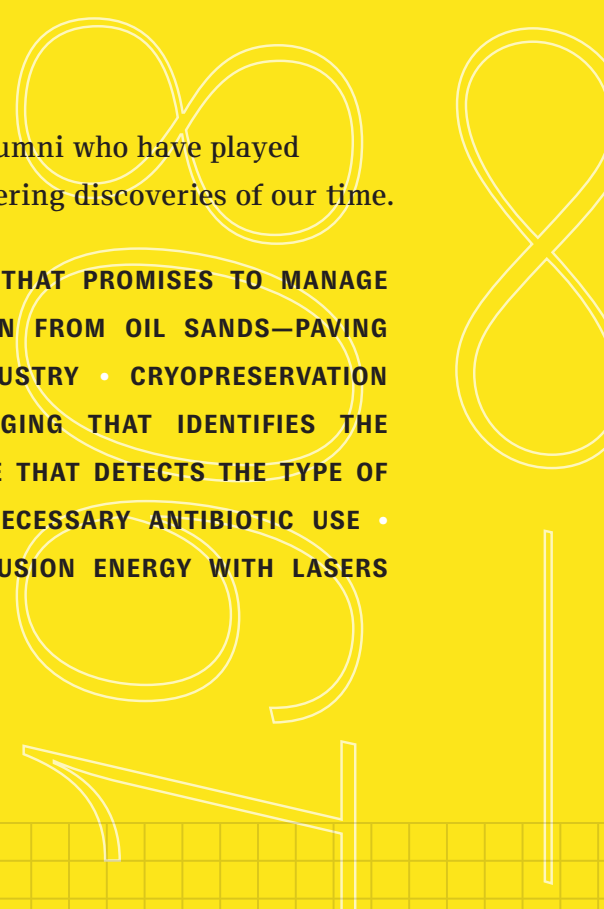 umni who have played
ering discoveries of our time.
THAT PROMISES TO MANAGE
N FROM OIL SANDS—PAVING
USTRY • CRYOPRESERVATION
GING THAT IDENTIFIES THE
E THAT DETECTS THE TYPE OF
ECESSARY ANTIBIOTIC USE •
USION ENERGY WITH LASERS
1908